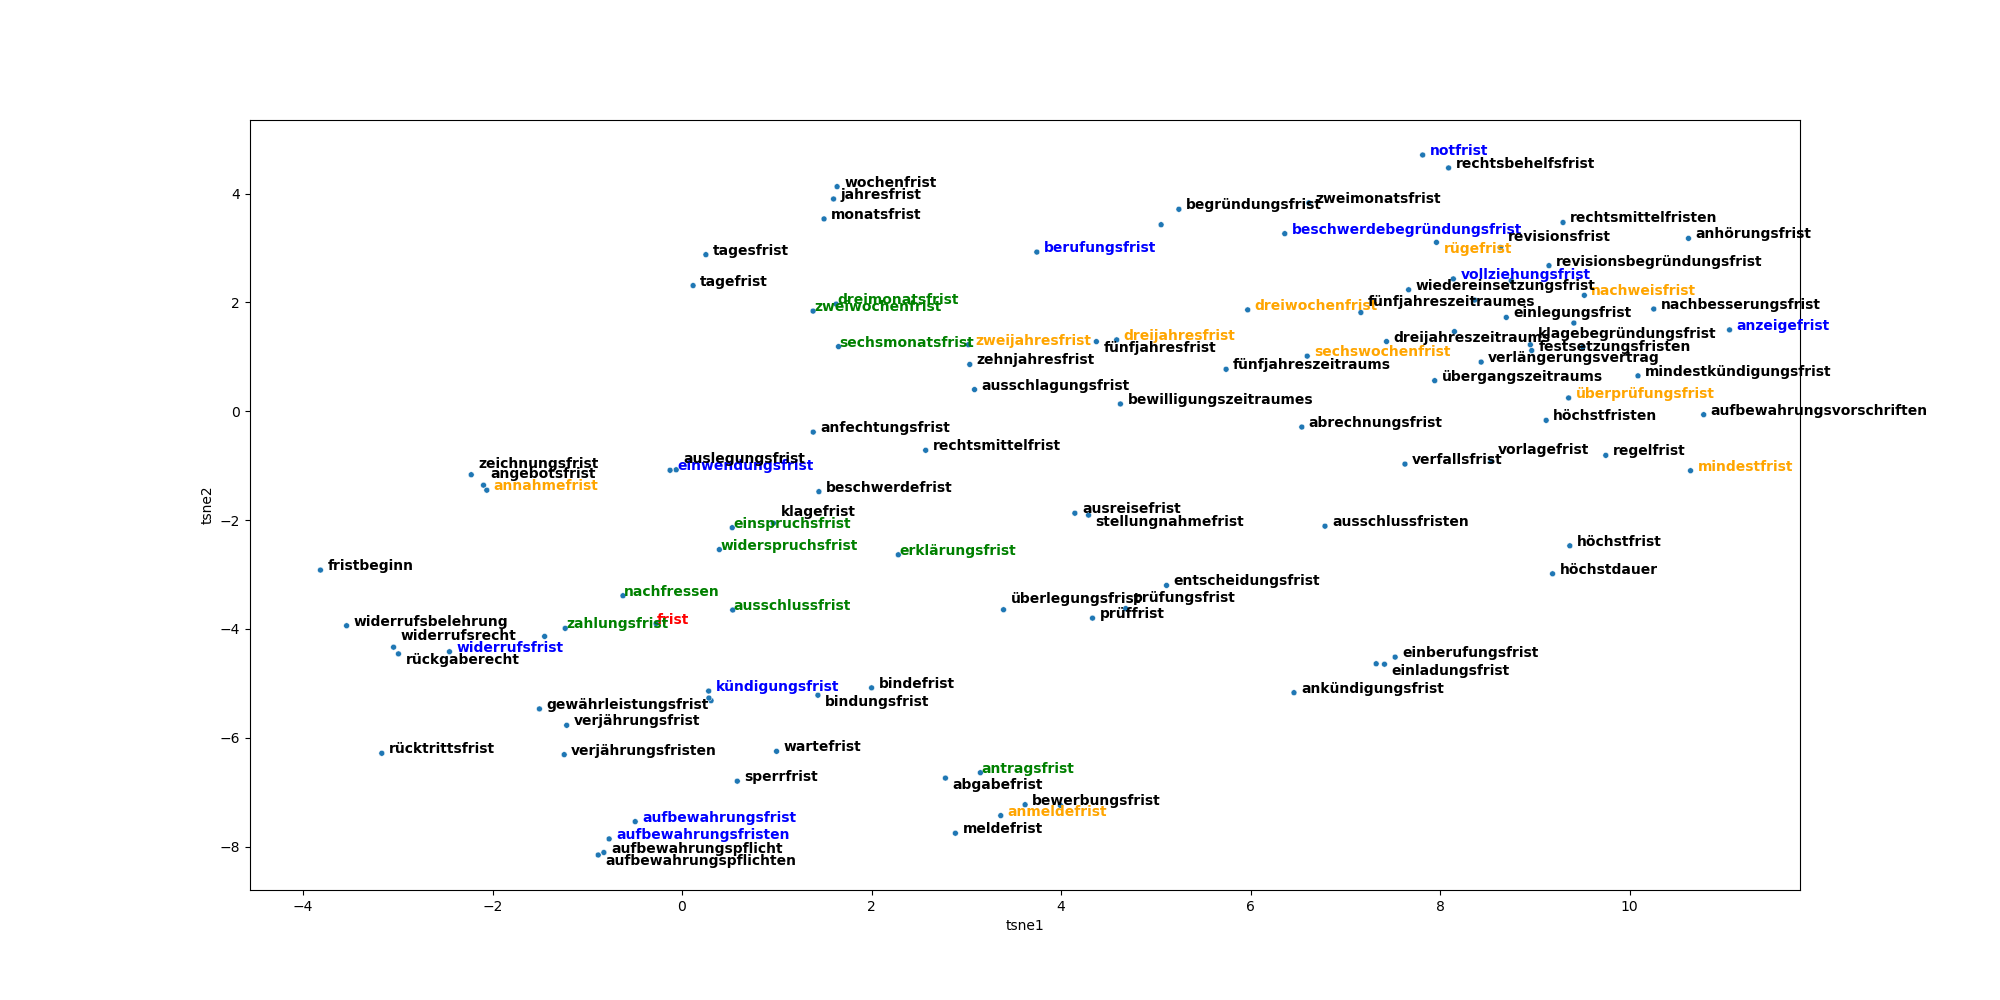 notfrist
rechtsbehelfsfrist
wochenfrist
jahresfrist
monatsfrist
begründungsfrist
zweimonatsfrist
rechtsmittelfristen
beschwerdebegründungsfrist
revisionsfrist
anhörungsfrist
rügefrist
berufungsfrist
tagesfrist
revisionsbegründungsfrist
vollziehungsfrist
tagefrist
wiedereinsetzungsfrist
nachweisfrist
dreimonatsfrist
zweiwochenfrist
dreiwochenfrist
fünfjahreszeitraumes
nachbesserungsfrist
einlegungsfrist
anzeigefrist
klagebegründungsfrist
sechsmonatsfrist
zweijahresfrist
dreijahresfrist
fünfjahresfrist
dreijahreszeitraums
festsetzungsfristen
sechswochenfrist
verlängerungsvertrag
zehnjahresfrist
fünfjahreszeitraums
übergangszeitraums
mindestkündigungsfrist
ausschlagungsfrist
bewilligungszeitraumes
überprüfungsfrist
höchstfristen
aufbewahrungsvorschriften
anfechtungsfrist
abrechnungsfrist
rechtsmittelfrist
vorlagefrist
regelfrist
zeichnungsfrist
auslegungsfrist
einwendungsfrist
verfallsfrist
mindestfrist
angebotsfrist
annahmefrist
beschwerdefrist
klagefrist
ausreisefrist
stellungnahmefrist
ausschlussfristen
einspruchsfrist
widerspruchsfrist
erklärungsfrist
höchstfrist
höchstdauer
fristbeginn
entscheidungsfrist
nachfressen
ausschlussfrist
überlegungsfrist
prüfungsfrist
prüffrist
zahlungsfrist
frist
widerrufsbelehrung
widerrufsrecht
widerrufsfrist
rückgaberecht
einberufungsfrist
einladungsfrist
kündigungsfrist
bindefrist
bindungsfrist
ankündigungsfrist
gewährleistungsfrist
verjährungsfrist
rücktrittsfrist
verjährungsfristen
wartefrist
sperrfrist
antragsfrist
abgabefrist
bewerbungsfrist
anmeldefrist
meldefrist
aufbewahrungsfrist
aufbewahrungsfristen
aufbewahrungspflicht
aufbewahrungspflichten
4
2
0
−2
−4
−6
−8
tsne2
−4 −2 0 2 4 6 8 10
tsne1